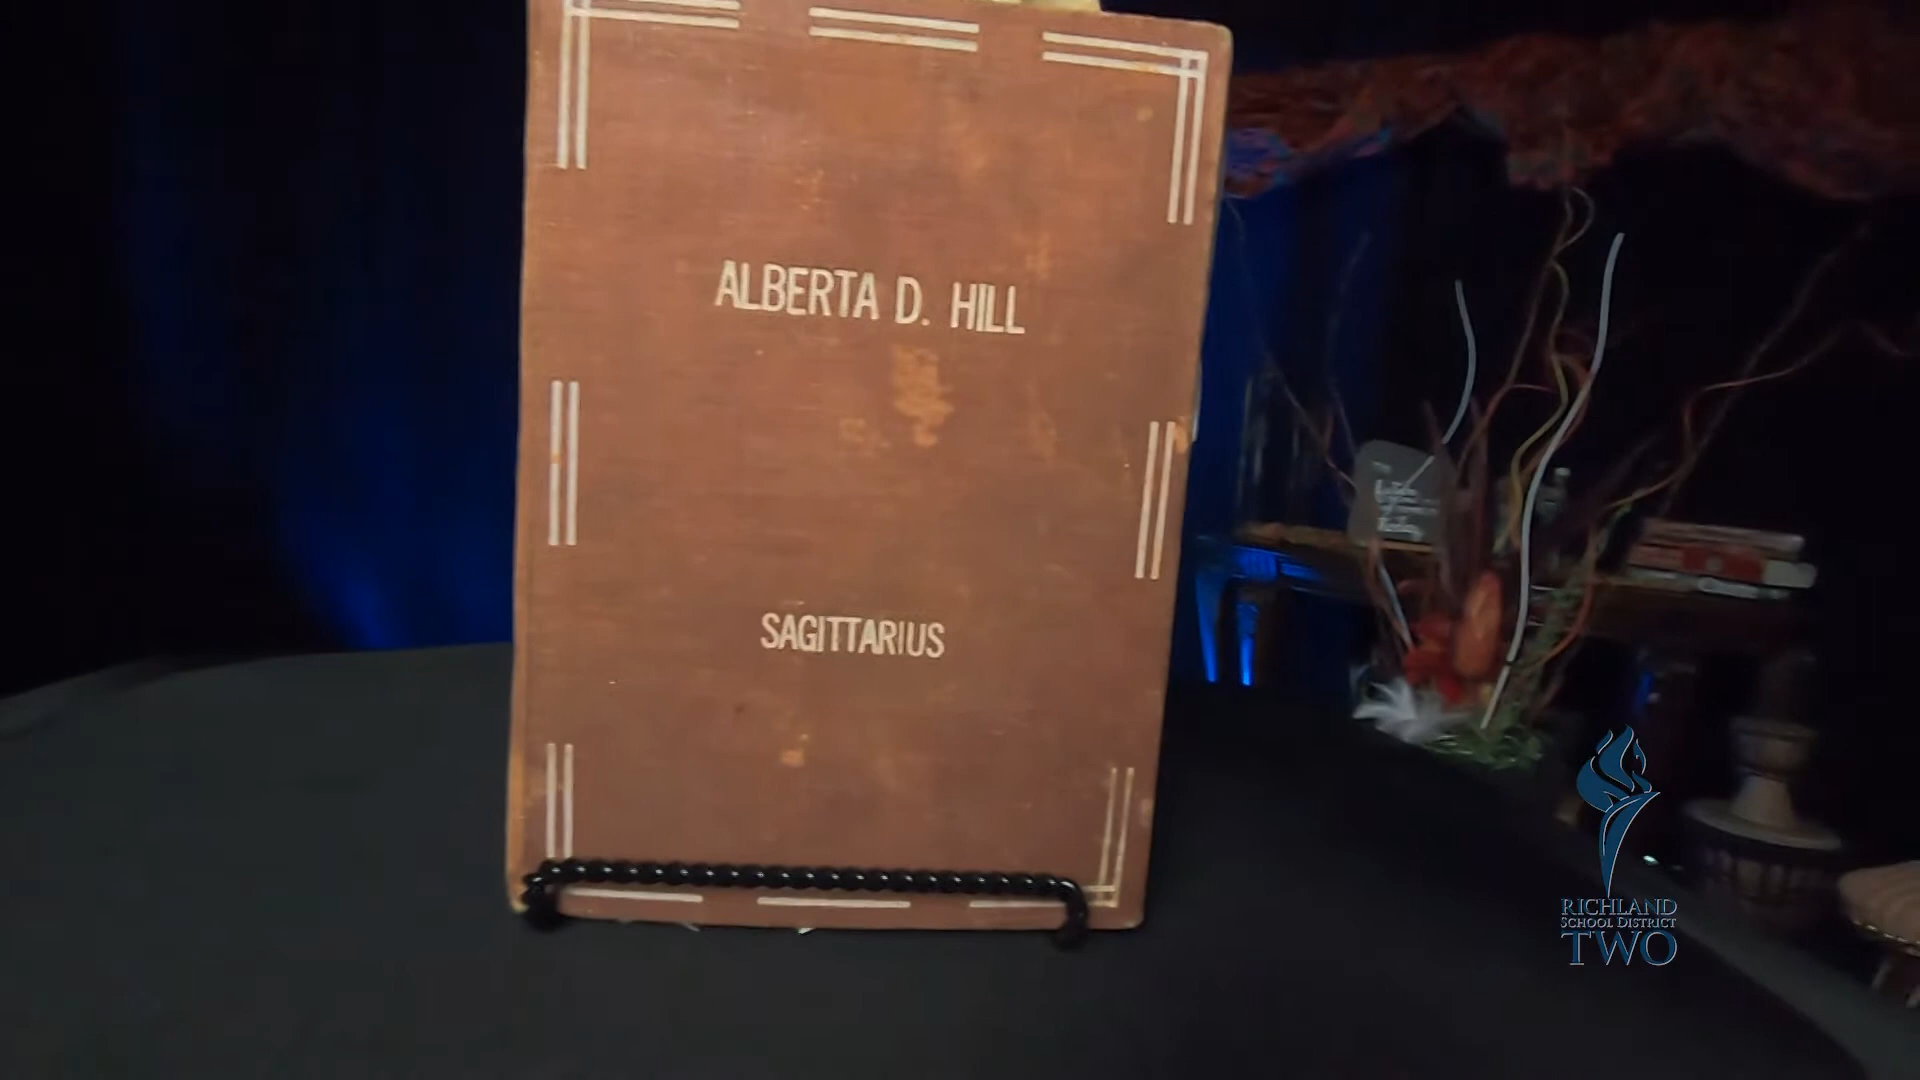 ALBERTA D. HILL
SAGITTARIUS
RICHLAND
SCHOOL DISTRICT
TWO